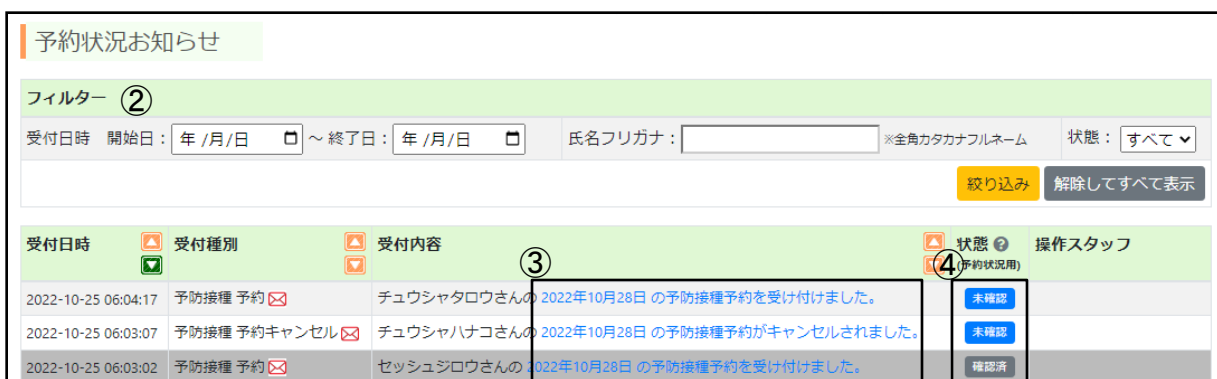 予約状況お知らせ
フィルター ②
受付日時 開始日： 年 /月/日 ～ 終了日： 年 /月/日 氏名フリガナ： ※全角カタカナフルネーム 状態： すべて
絞り込み 解除してすべて表示
受付日時 受付種別 受付内容 ③ ④ 状態 ? 操作スタッフ
(予約状況用)
2022-10-25 06:04:17 予防接種 予約 チュウシャタロウさんの 2022年10月28日 の予防接種予約を受け付けました。 未確認
2022-10-25 06:03:07 予防接種 予約キャンセル チュウシャハナコさんの 2022年10月28日 の予防接種予約がキャンセルされました。 未確認
2022-10-25 06:03:02 予防接種 予約 セッシュジロウさんの 2022年10月28日 の予防接種予約を受け付けました。 確認済